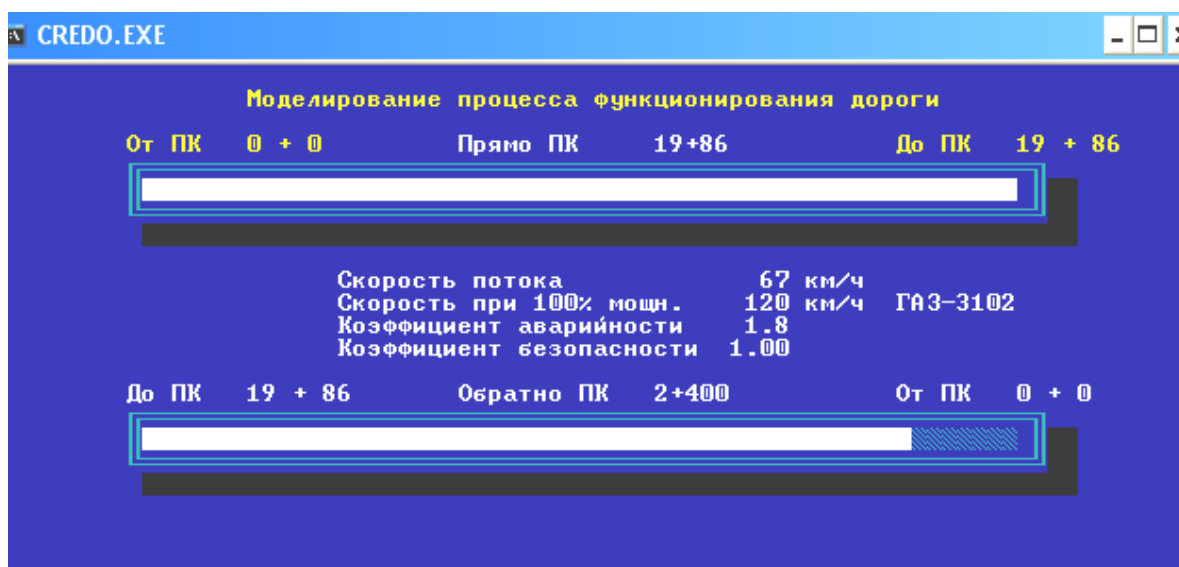 CREDO.EXE
Моделирование процесса функционирования дороги
От ПК 0 + 0 Прямо ПК 19+86 До ПК 19 + 86
Скорость потока 67 км/ч
Скорость при 100% мощн. 120 км/ч ГАЗ-3102
Коэффициент аварийности 1.8
Коэффициент безопасности 1.00
До ПК 19 + 86 Обратно ПК 2+400 От ПК 0 + 0